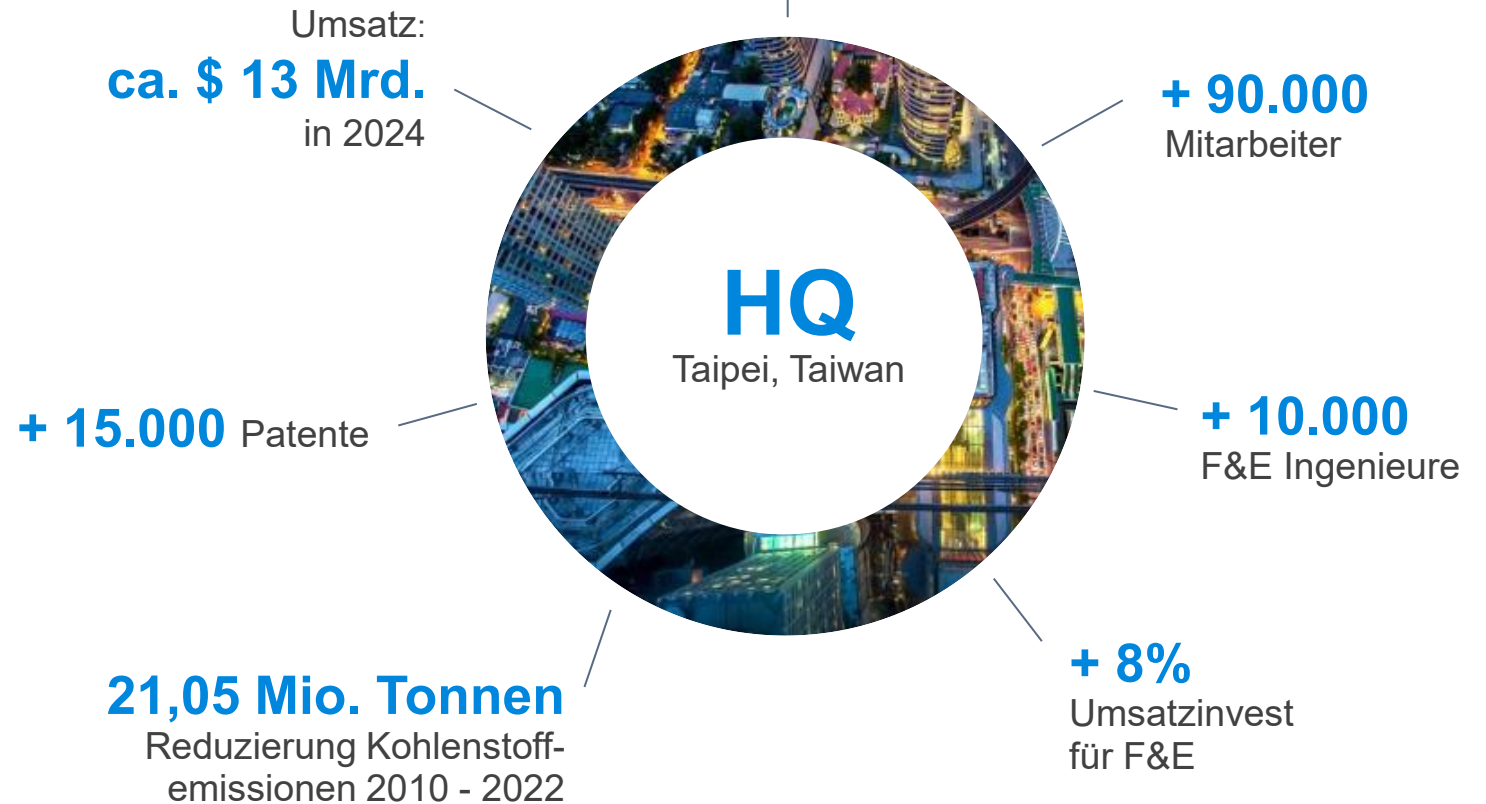 Umsatz:
ca. $ 13 Mrd.
in 2024
+ 90.000
Mitarbeiter
HQ
Taipei, Taiwan
+ 15.000 Patente
+ 10.000
F&E Ingenieure
21,05 Mio. Tonnen
Reduzierung Kohlenstoff-
emissionen 2010 - 2022
+ 8%
Umsatzinvest
für F&E